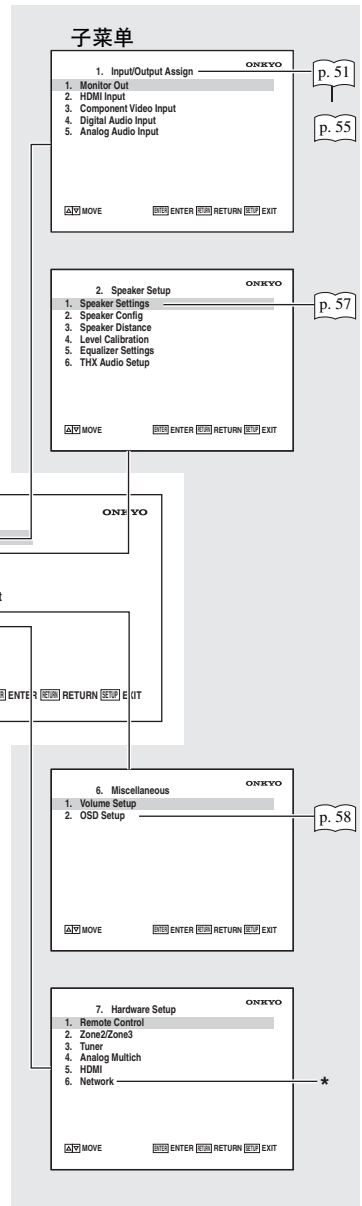 子菜单
ONKYO
1. Input/Output Assign
p. 51
1. Monitor Out
2. HDMI Input
3. Component Video Input
4. Digital Audio Input
5. Analog Audio Input
p. 55
MOVE ENTER ENTER RETURN RETURN SETUP EXIT
ONKYO
2. Speaker Setup
1. Speaker Settings
p. 57
2. Speaker Config
3. Speaker Distance
4. Level Calibration
5. Equalizer Settings
6. THX Audio Setup
MOVE ENTER ENTER RETURN RETURN SETUP EXIT
ONKYO
t
ER ENTER RETURN RETURN SETUP EXIT
ONKYO
6. Miscellaneous
1. Volume Setup
2. OSD Setup
p. 58
MOVE ENTER ENTER RETURN RETURN SETUP EXIT
ONKYO
7. Hardware Setup
1. Remote Control
2. Zone2/Zone3
3. Tuner
4. Analog Multich
5. HDMI
6. Network
*
MOVE ENTER ENTER RETURN RETURN SETUP EXIT